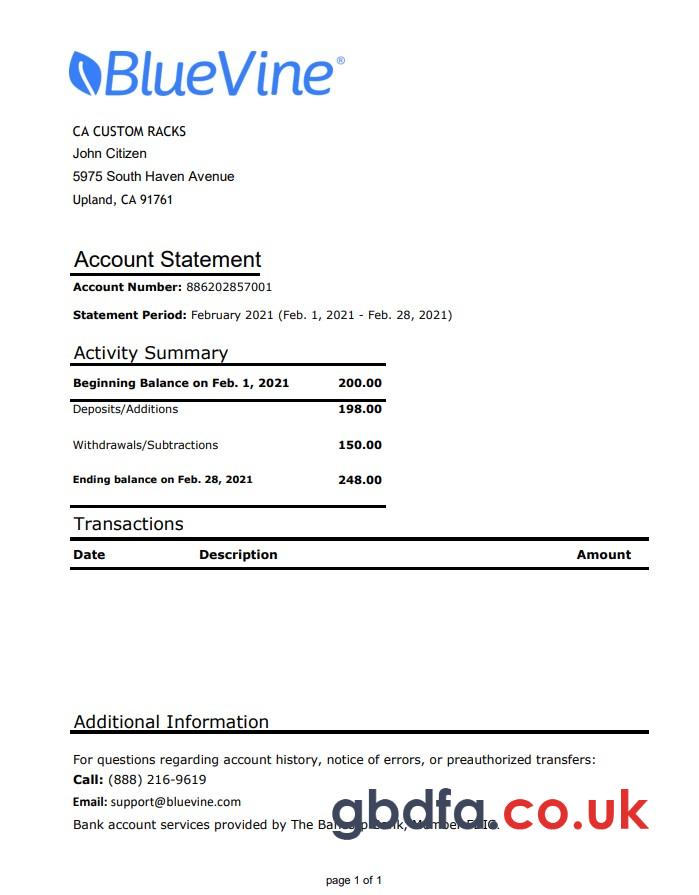 BlueVine®
CA CUSTOM RACKS
John Citizen
5975 South Haven Avenue
Upland, CA 91761
Account Statement
Account Number: 886202857001
Statement Period: February 2021 (Feb. 1, 2021 - Feb. 28, 2021)
Activity Summary
Beginning Balance on Feb. 1, 2021 200.00
Deposits/Additions 198.00
Withdrawals/Subtractions 150.00
Ending balance on Feb. 28, 2021 248.00
Transactions
Date Description Amount
Additional Information
For questions regarding account history, notice of errors, or preauthorized transfers:
Call: (888) 216-9619
Email: support@bluevine.com
Bank account services provided by The Bancorp Bank, Member FDIC.
gbdfa.co.uk
page 1 of 1